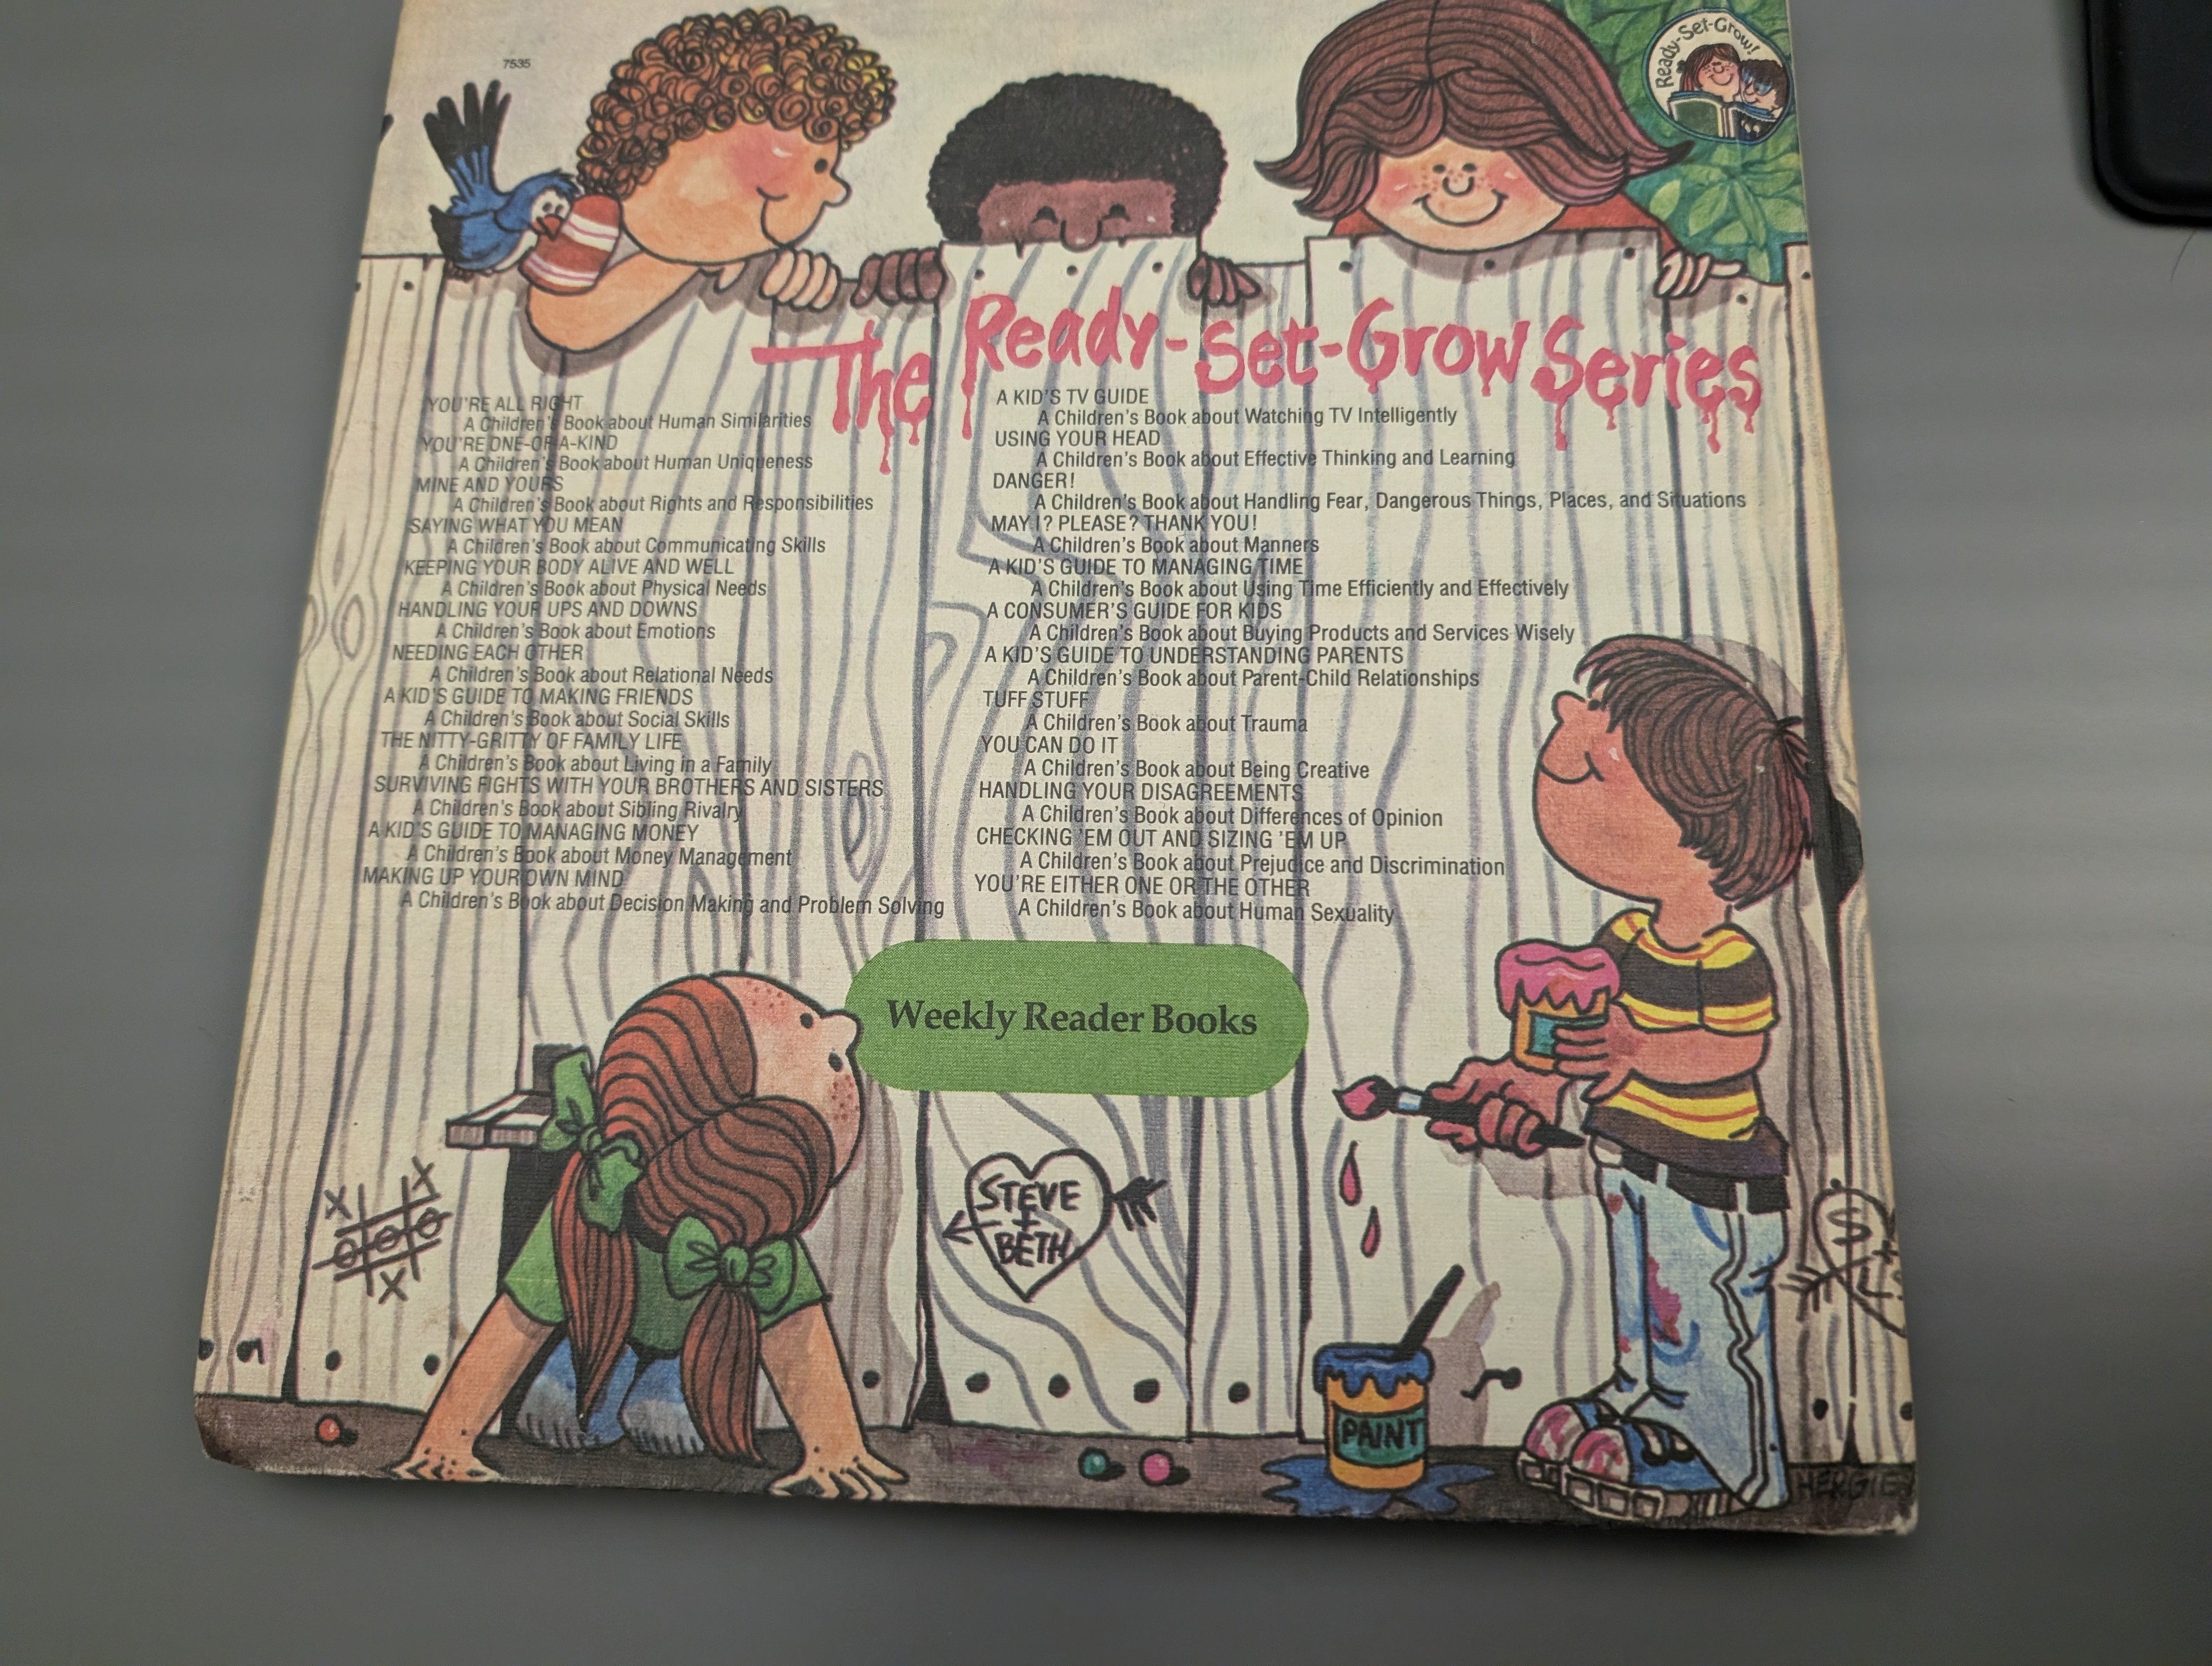 7535
Ready-Set-Grow!
The Ready-Set-Grow Series
YOU'RE ALL RIGHT
A Children's Book about Human Similarities
YOU'RE ONE-OF-A-KIND
A Children's Book about Human Uniqueness
MINE AND YOURS
A Children's Book about Rights and Responsibilities
SAYING WHAT YOU MEAN
A Children's Book about Communicating Skills
KEEPING YOUR BODY ALIVE AND WELL
A Children's Book about Physical Needs
HANDLING YOUR UPS AND DOWNS
A Children's Book about Emotions
NEEDING EACH OTHER
A Children's Book about Relational Needs
A KID'S GUIDE TO MAKING FRIENDS
A Children's Book about Social Skills
THE NITTY-GRITTY OF FAMILY LIFE
A Children's Book about Living in a Family
SURVIVING FIGHTS WITH YOUR BROTHERS AND SISTERS
A Children's Book about Sibling Rivalry
A KID'S GUIDE TO MANAGING MONEY
A Children's Book about Money Management
MAKING UP YOUR OWN MIND
A Children's Book about Decision Making and Problem Solving
A KID'S TV GUIDE
A Children's Book about Watching TV Intelligently
USING YOUR HEAD
A Children's Book about Effective Thinking and Learning
DANGER!
A Children's Book about Handling Fear, Dangerous Things, Places, and Situations
MAY I? PLEASE? THANK YOU!
A Children's Book about Manners
A KID'S GUIDE TO MANAGING TIME
A Children's Book about Using Time Efficiently and Effectively
A CONSUMER'S GUIDE FOR KIDS
A Children's Book about Buying Products and Services Wisely
A KID'S GUIDE TO UNDERSTANDING PARENTS
A Children's Book about Parent-Child Relationships
TUFF STUFF
A Children's Book about Trauma
YOU CAN DO IT
A Children's Book about Being Creative
HANDLING YOUR DISAGREEMENTS
A Children's Book about Differences of Opinion
CHECKING 'EM OUT AND SIZING 'EM UP
A Children's Book about Prejudice and Discrimination
YOU'RE EITHER ONE OR THE OTHER
A Children's Book about Human Sexuality
Weekly Reader Books
X X
O O O
X
STEVE
+
BETH
S +
PAINT
HERGIE